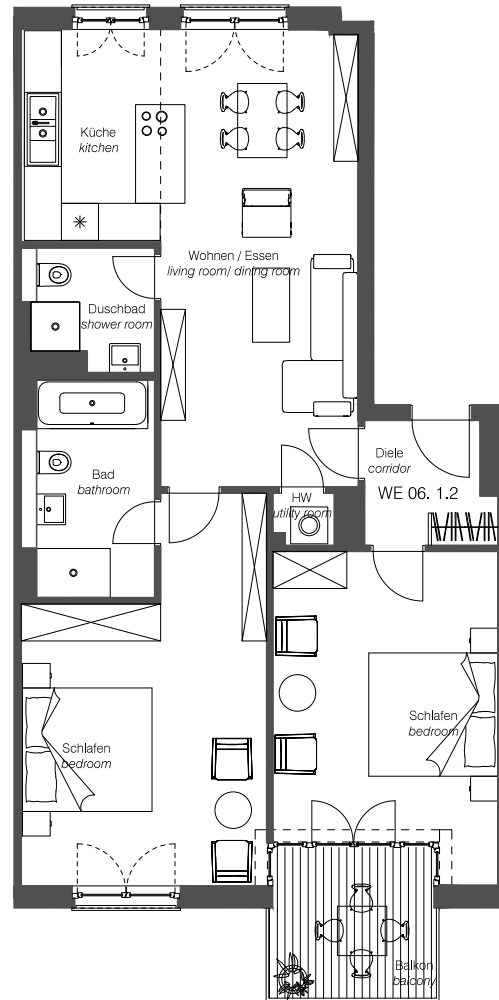 Küche
kitchen
Wohnen / Essen
living room/ dining room
Duschbad
shower room
Bad
bathroom
Diele
corridor
WE 06. 1.2
HW
utility room
Schlafen
bedroom
Schlafen
bedroom
Balkon
balcony